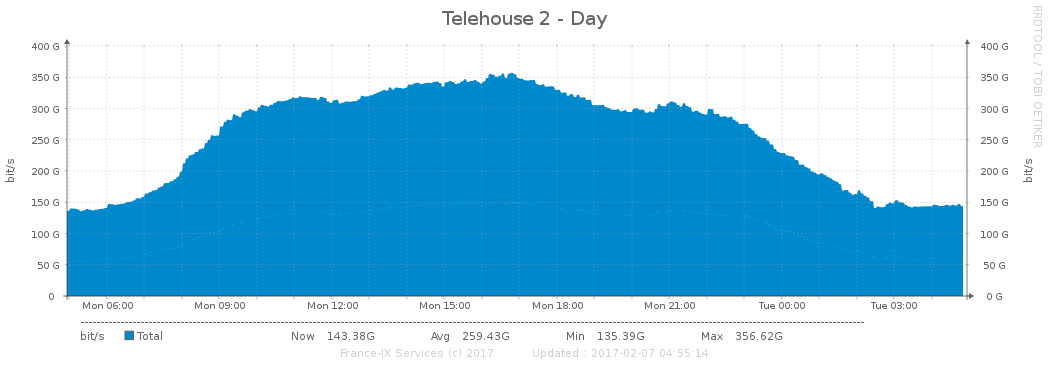 Telehouse 2 - Day
RRDTOOL / TOBI OETIKER
400 G 400 G
350 G 350 G
300 G 300 G
250 G 250 G
200 G 200 G
150 G 150 G
100 G 100 G
50 G 50 G
0 0 G
bit/s bit/s
Mon 06:00 Mon 09:00 Mon 12:00 Mon 15:00 Mon 18:00 Mon 21:00 Tue 00:00 Tue 03:00
bit/s Total Now 143.38G Avg 259.43G Min 135.39G Max 356.62G
France-IX Services (c) 2017 Updated : 2017-02-07 04:55:14